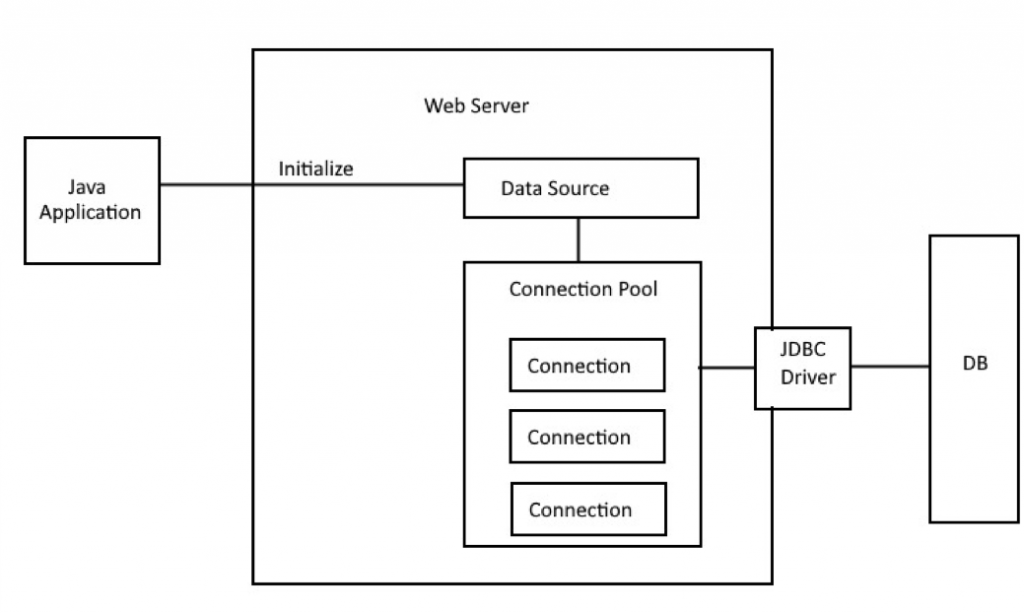 Web Server
Initialize
Java
Application
Data Source
Connection Pool
Connection
Connection
Connection
JDBC
Driver
DB